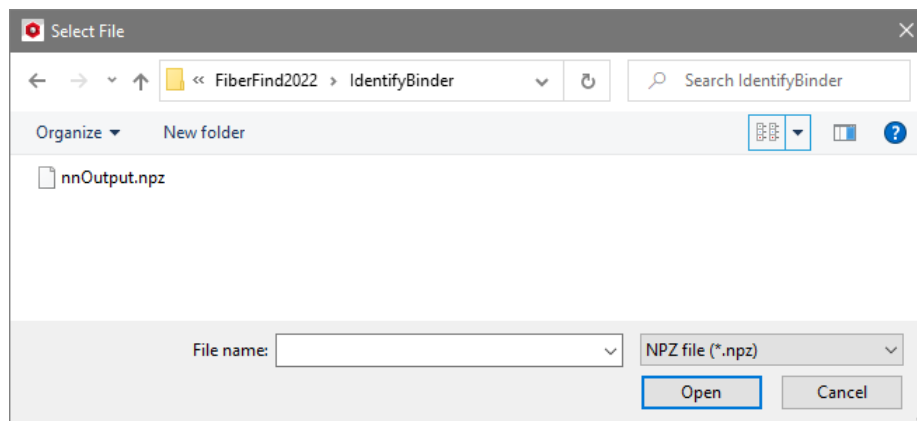 Select File
« FiberFind2022 › IdentifyBinder
Search IdentifyBinder
Organize
New folder
?
nnOutput.npz
File name:
NPZ file (*.npz)
Open
Cancel